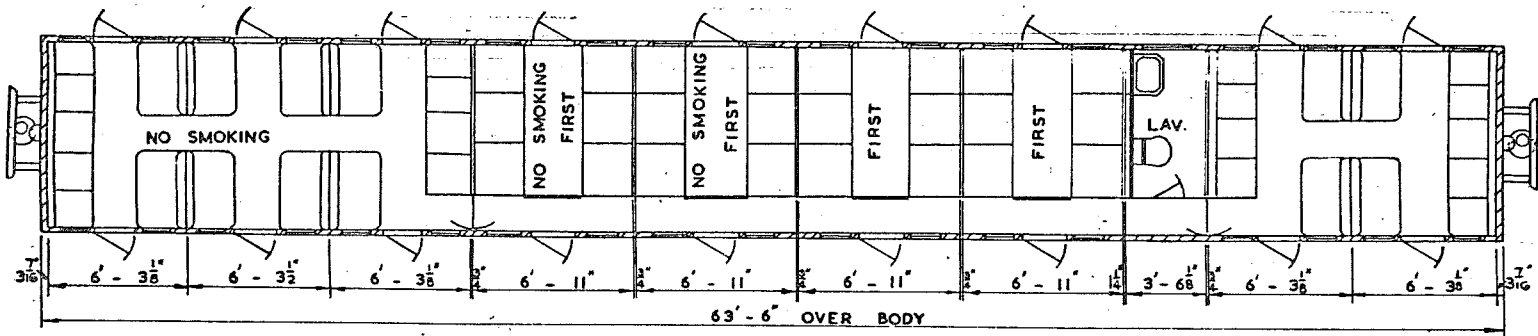 NO SMOKING
NO SMOKING
FIRST
NO SMOKING
FIRST
FIRST
FIRST
LAV.
3 7/16" 6' - 3 1/8" 6' - 3 1/2" 6' - 3 1/8" 3/4" 6' - 11" 3/4" 6' - 11" 3/4" 6' - 11" 3/4" 6' - 11" 1 1/4" 3' - 6 1/8" 3/4" 6' - 3 1/8" 6' - 3 1/8" 3 7/16"
63' - 6" OVER BODY